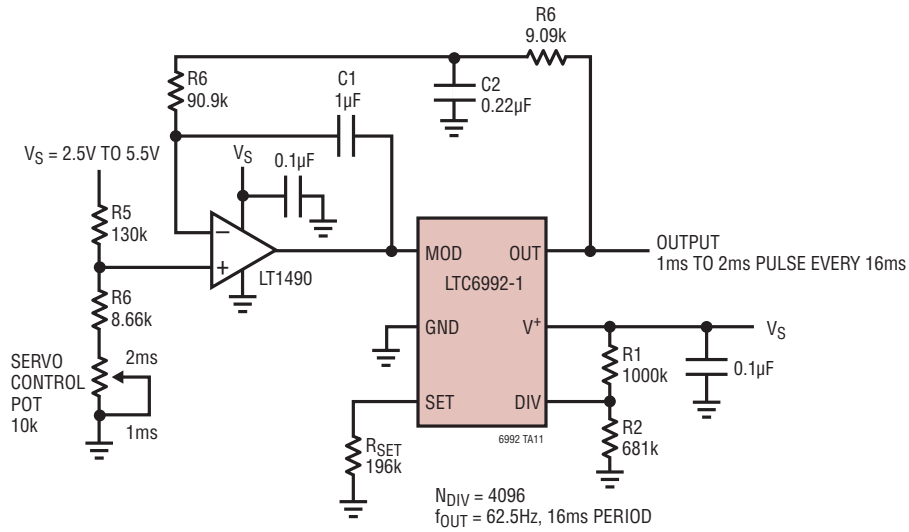 R6
9.09k
R6
90.9k
C1
1µF
C2
0.22µF
V_S = 2.5V TO 5.5V
V_S
0.1µF
R5
130k
−
+
LT1490
MOD
OUT
LTC6992-1
GND
V⁺
SET
DIV
OUTPUT
1ms TO 2ms PULSE EVERY 16ms
V_S
R6
8.66k
R1
1000k
0.1µF
SERVO
CONTROL
POT
10k
2ms
1ms
R_SET
196k
R2
681k
6992 TA11
N_DIV = 4096
f_OUT = 62.5Hz, 16ms PERIOD